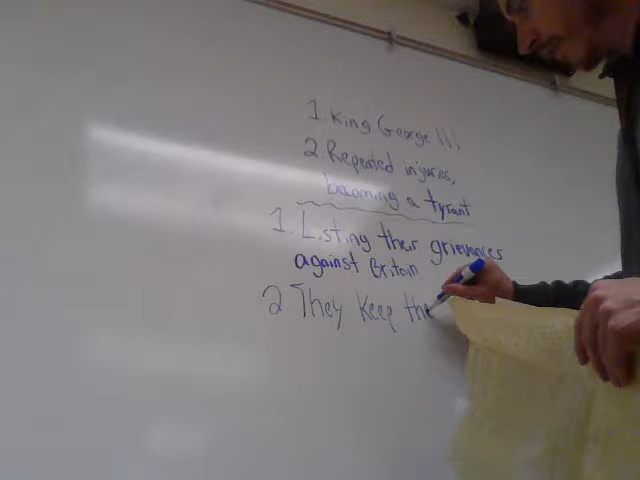 1. King George III
2. Repeated injuries,
becoming a tyrant
1. Listing their grievances
against Britain
2 They keep the